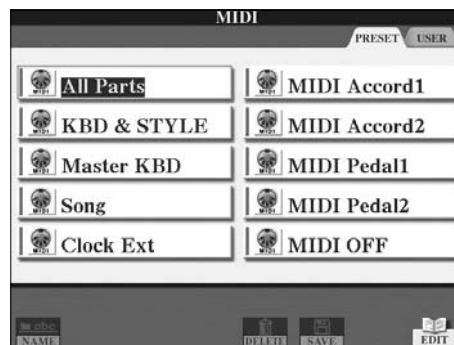 MIDI
PRESET USER
All Parts
MIDI Accord1
KBD & STYLE
MIDI Accord2
Master KBD
MIDI Pedal1
Song
MIDI Pedal2
Clock Ext
MIDI OFF
abc
NAME DELETE SAVE EDIT